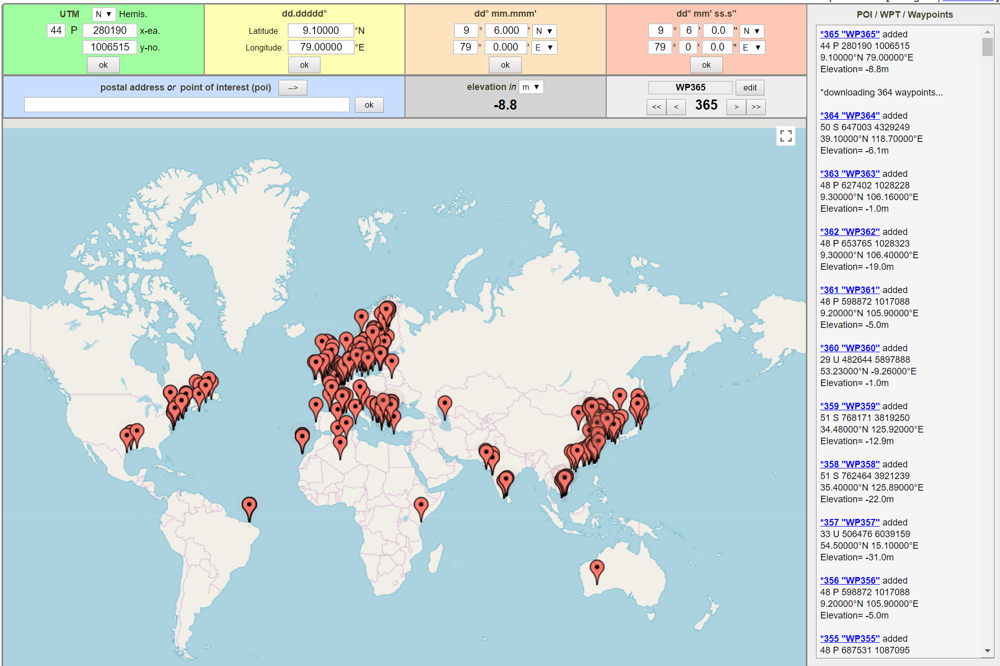 UTM N Hemis.
44 P 280190 x-ea.
1006515 y-no.
ok
dd.ddddd°
Latitude: 9.10000 °N
Longitude: 79.00000 °E
ok
dd° mm.mmm'
9 ° 6.000 ' N
79 ° 0.000 ' E
ok
dd° mm' ss.s"
9 ° 6 ' 0.0 " N
79 ° 0 ' 0.0 " E
ok
postal address or point of interest (poi) -->
ok
elevation in m
-8.8
WP365 edit
<< < 365 > >>
POI / WPT / Waypoints
*365 "WP365" added
44 P 280190 1006515
9.10000°N 79.00000°E
Elevation= -8.8m
*downloading 364 waypoints...
*364 "WP364" added
50 S 647003 4329249
39.10000°N 118.70000°E
Elevation= -6.1m
*363 "WP363" added
48 P 627402 1028228
9.30000°N 106.16000°E
Elevation= -1.0m
*362 "WP362" added
48 P 653765 1028323
9.30000°N 106.40000°E
Elevation= -19.0m
*361 "WP361" added
48 P 598872 1017088
9.20000°N 105.90000°E
Elevation= -5.0m
*360 "WP360" added
29 U 482644 5897888
53.23000°N -9.26000°E
Elevation= -1.0m
*359 "WP359" added
51 S 768171 3819250
34.48000°N 125.92000°E
Elevation= -12.9m
*358 "WP358" added
51 S 762464 3921239
35.40000°N 125.89000°E
Elevation= -22.0m
*357 "WP357" added
33 U 506476 6039159
54.50000°N 15.10000°E
Elevation= -31.0m
*356 "WP356" added
48 P 598872 1017088
9.20000°N 105.90000°E
Elevation= -5.0m
*355 "WP355" added
48 P 687531 1087095